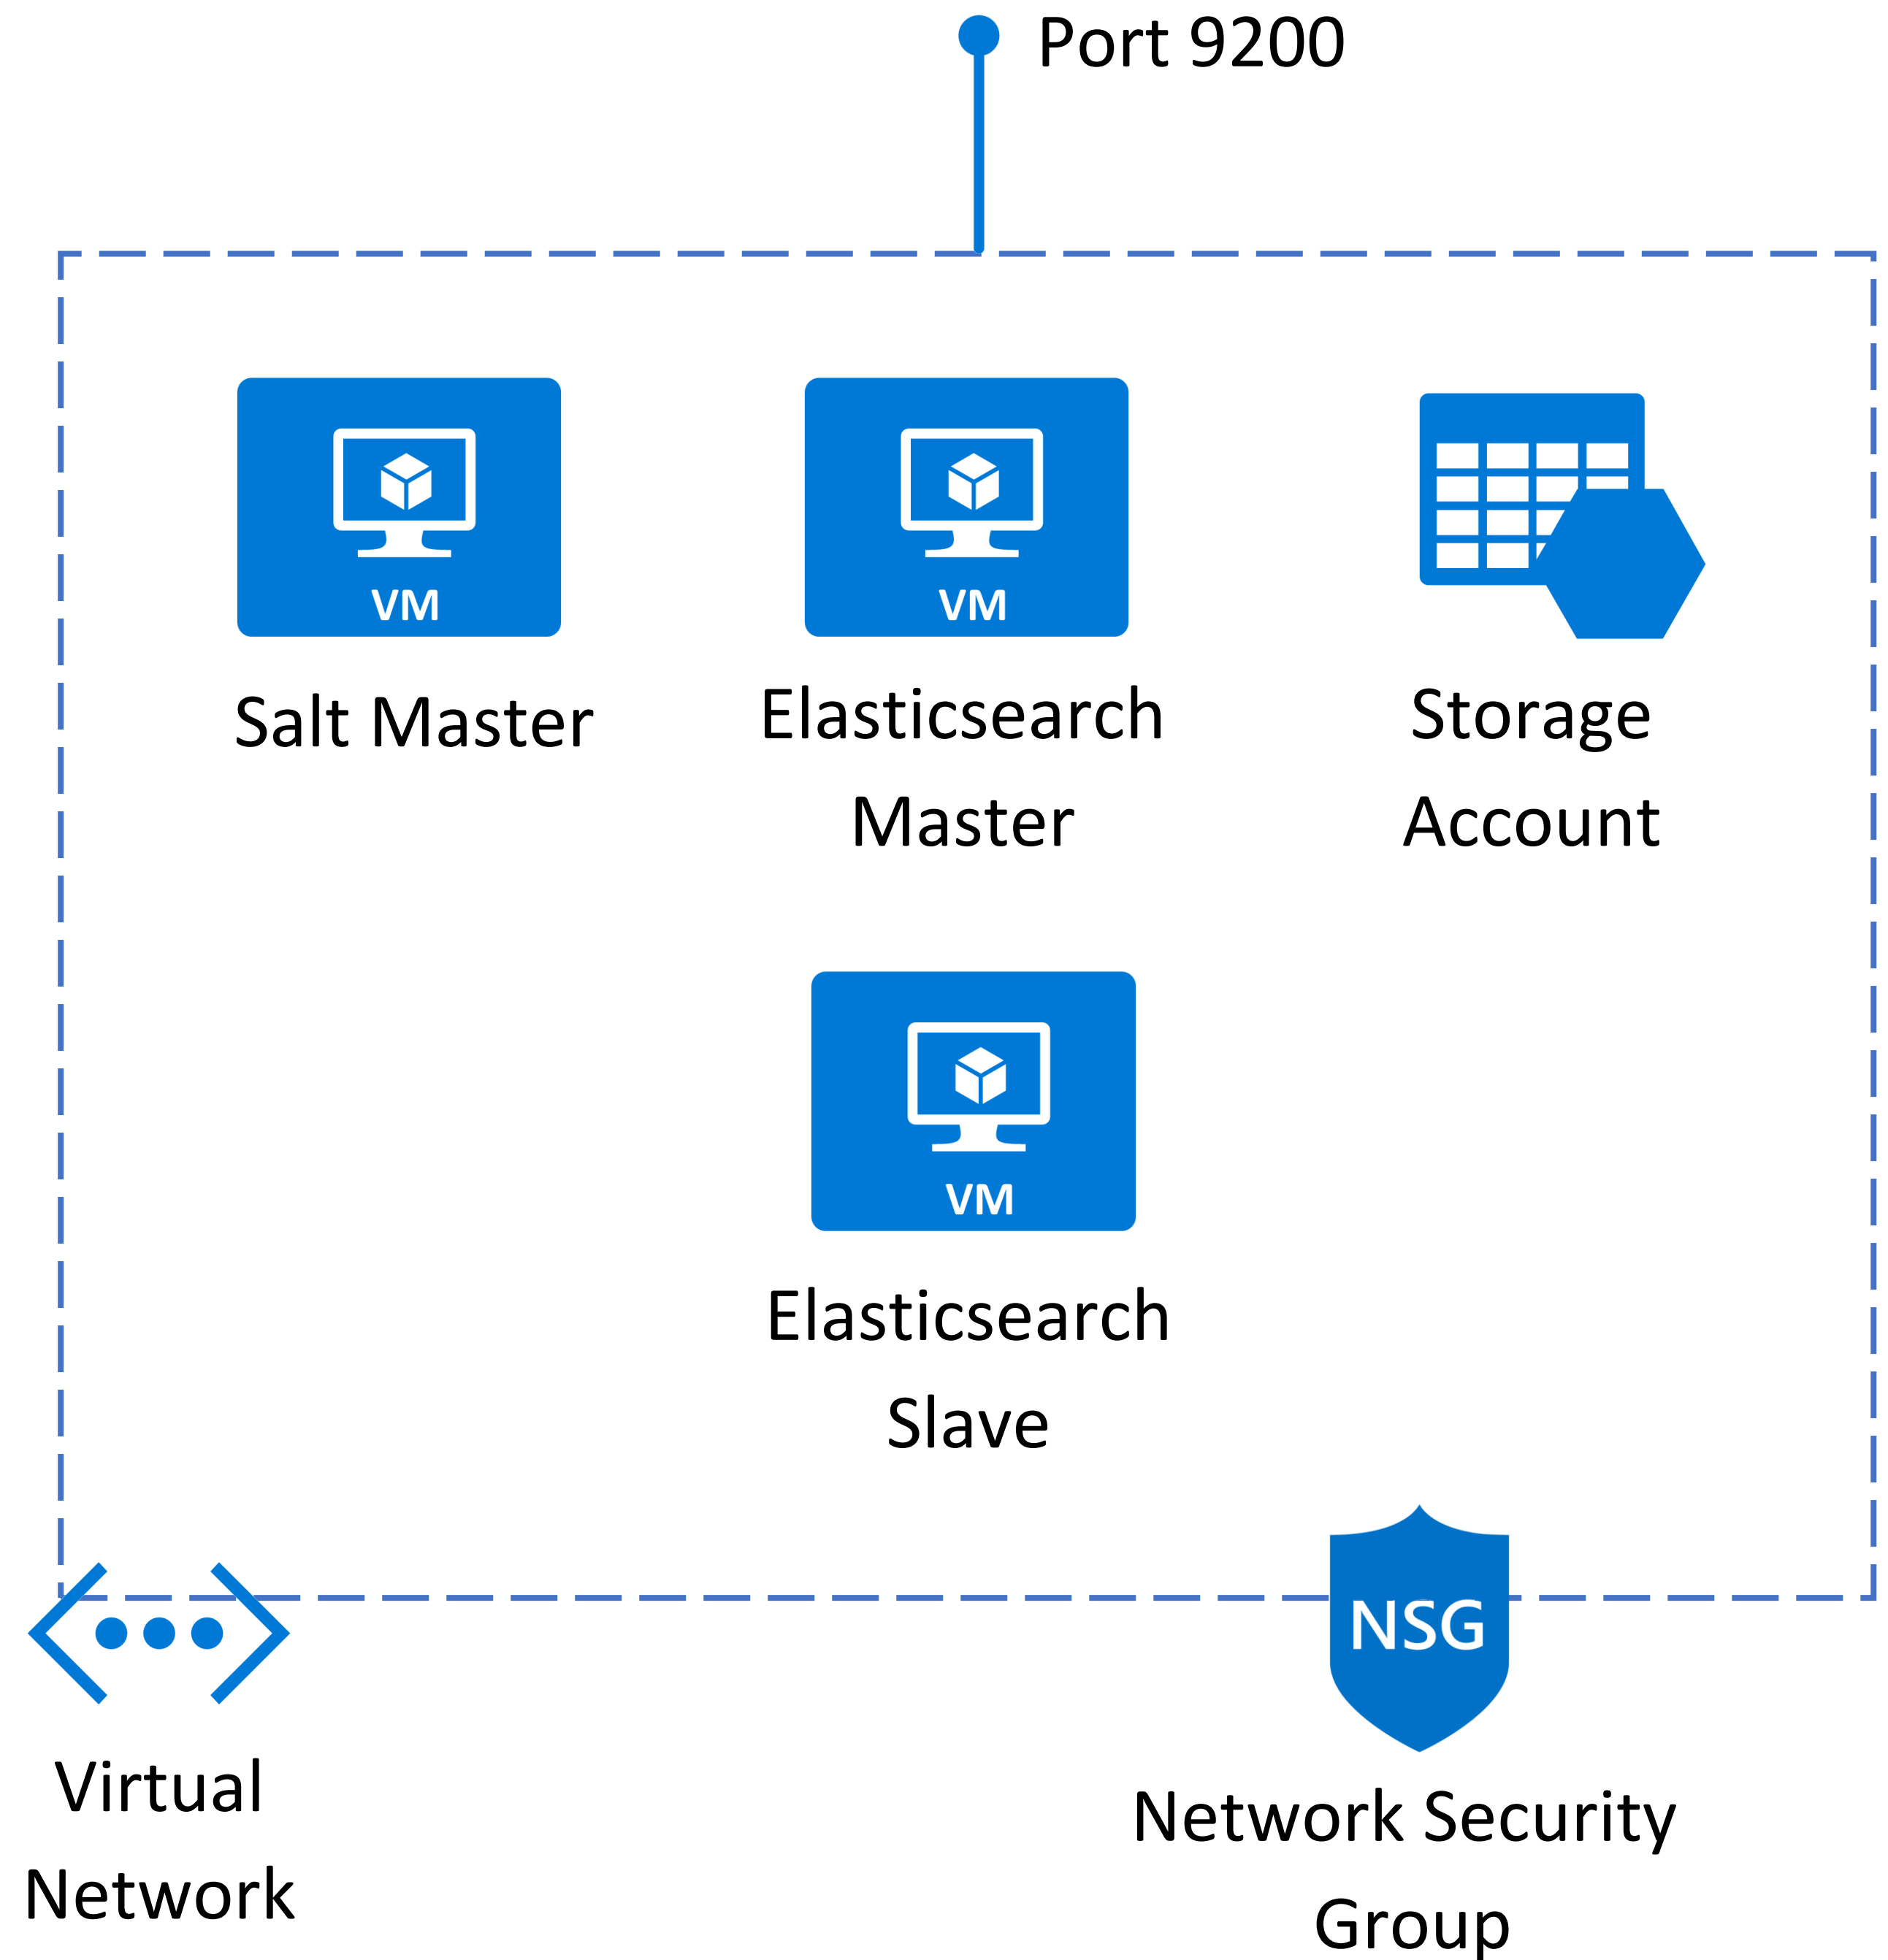 Port 9200
VM
Salt Master
VM
Elasticsearch
Master
Storage
Account
VM
Elasticsearch
Slave
Virtual
Network
NSG
Network Security
Group